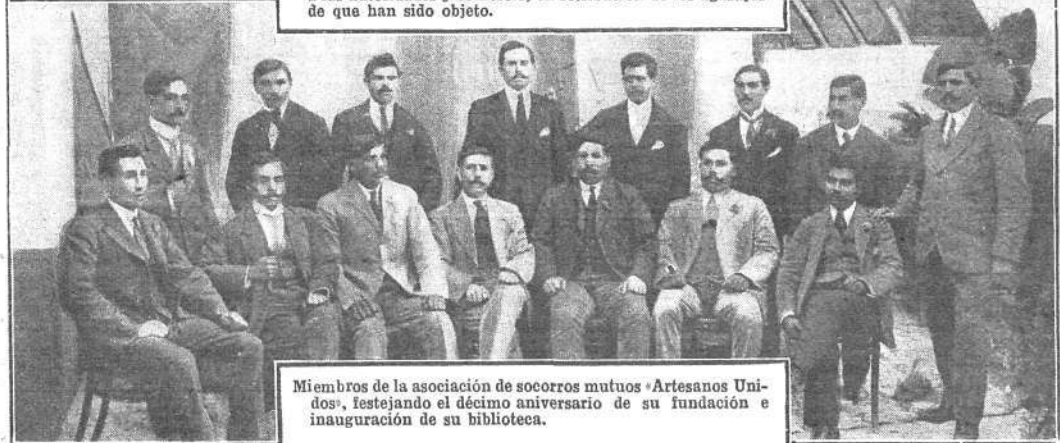 de que han sido objeto.
Miembros de la asociación de socorros mutuos «Artesanos Uni-
dos», festejando el décimo aniversario de su fundación e
inauguración de su biblioteca.